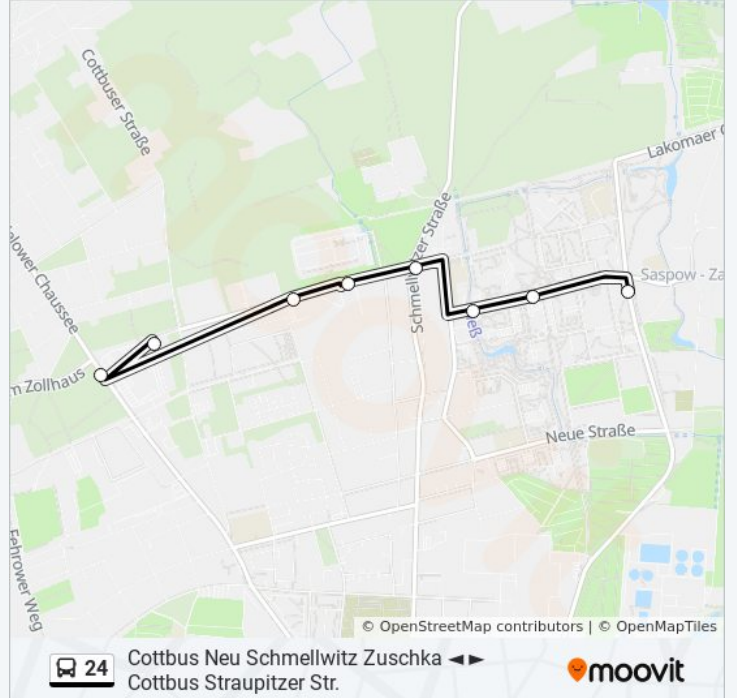 Cottbuser Straße
Lakomaer
olower Chaussee
Schmellwitzer Straße
Saspow - Za
eß
m Zollhaus
Neue Straße
Fehrower Weg
© OpenStreetMap contributors | © OpenMapTiles
24
Cottbus Neu Schmellwitz Zuschka ◄►
Cottbus Straupitzer Str.
moovit